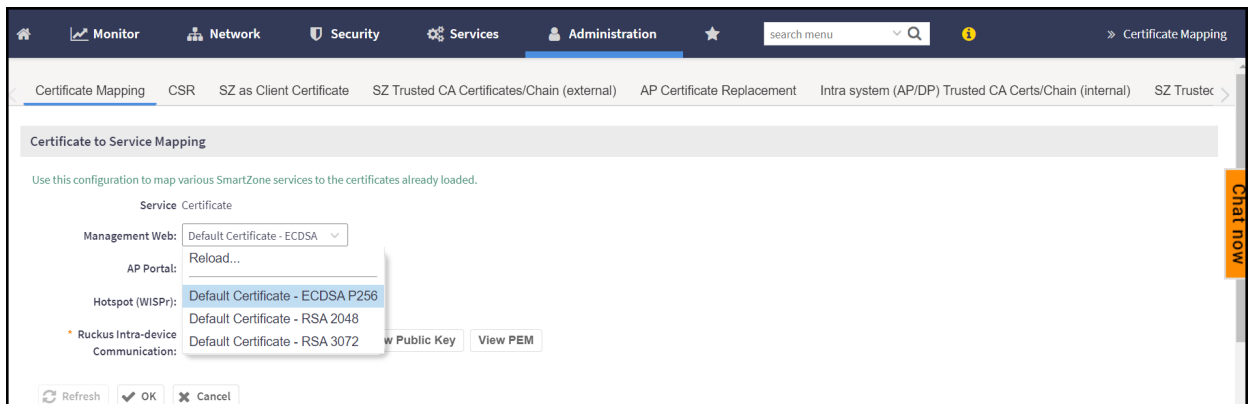 Monitor Network Security Services Administration search menu Certificate Mapping
Certificate Mapping CSR SZ as Client Certificate SZ Trusted CA Certificates/Chain (external) AP Certificate Replacement Intra system (AP/DP) Trusted CA Certs/Chain (internal) SZ Trusted
Certificate to Service Mapping
Use this configuration to map various SmartZone services to the certificates already loaded.
Service Certificate
Management Web: Default Certificate - ECDSA
Reload...
AP Portal:
Default Certificate - ECDSA P256
Hotspot (WISPr):
Default Certificate - RSA 2048
* Ruckus Intra-device
Communication:
Default Certificate - RSA 3072
Public Key View PEM
Refresh OK Cancel
Chat now